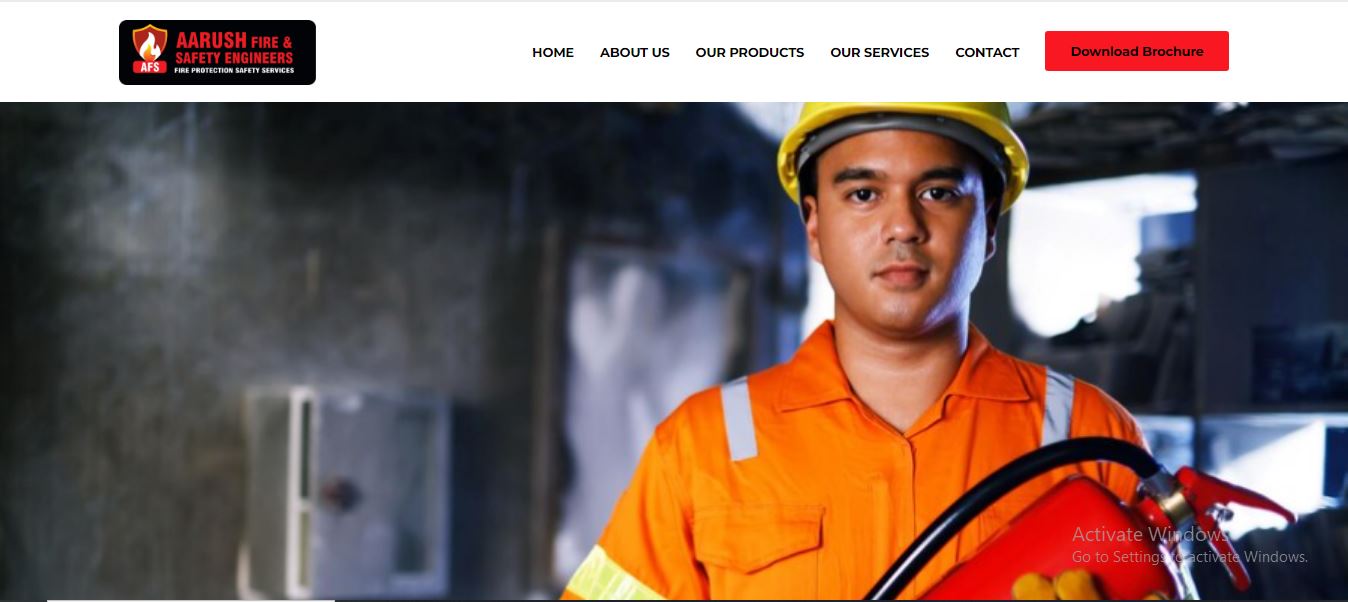 AARUSH FIRE &
SAFETY ENGINEERS
AFS
FIRE PROTECTION SAFETY SERVICES
HOME ABOUT US OUR PRODUCTS OUR SERVICES CONTACT Download Brochure
Activate Windows
Go to Settings to activate Windows.